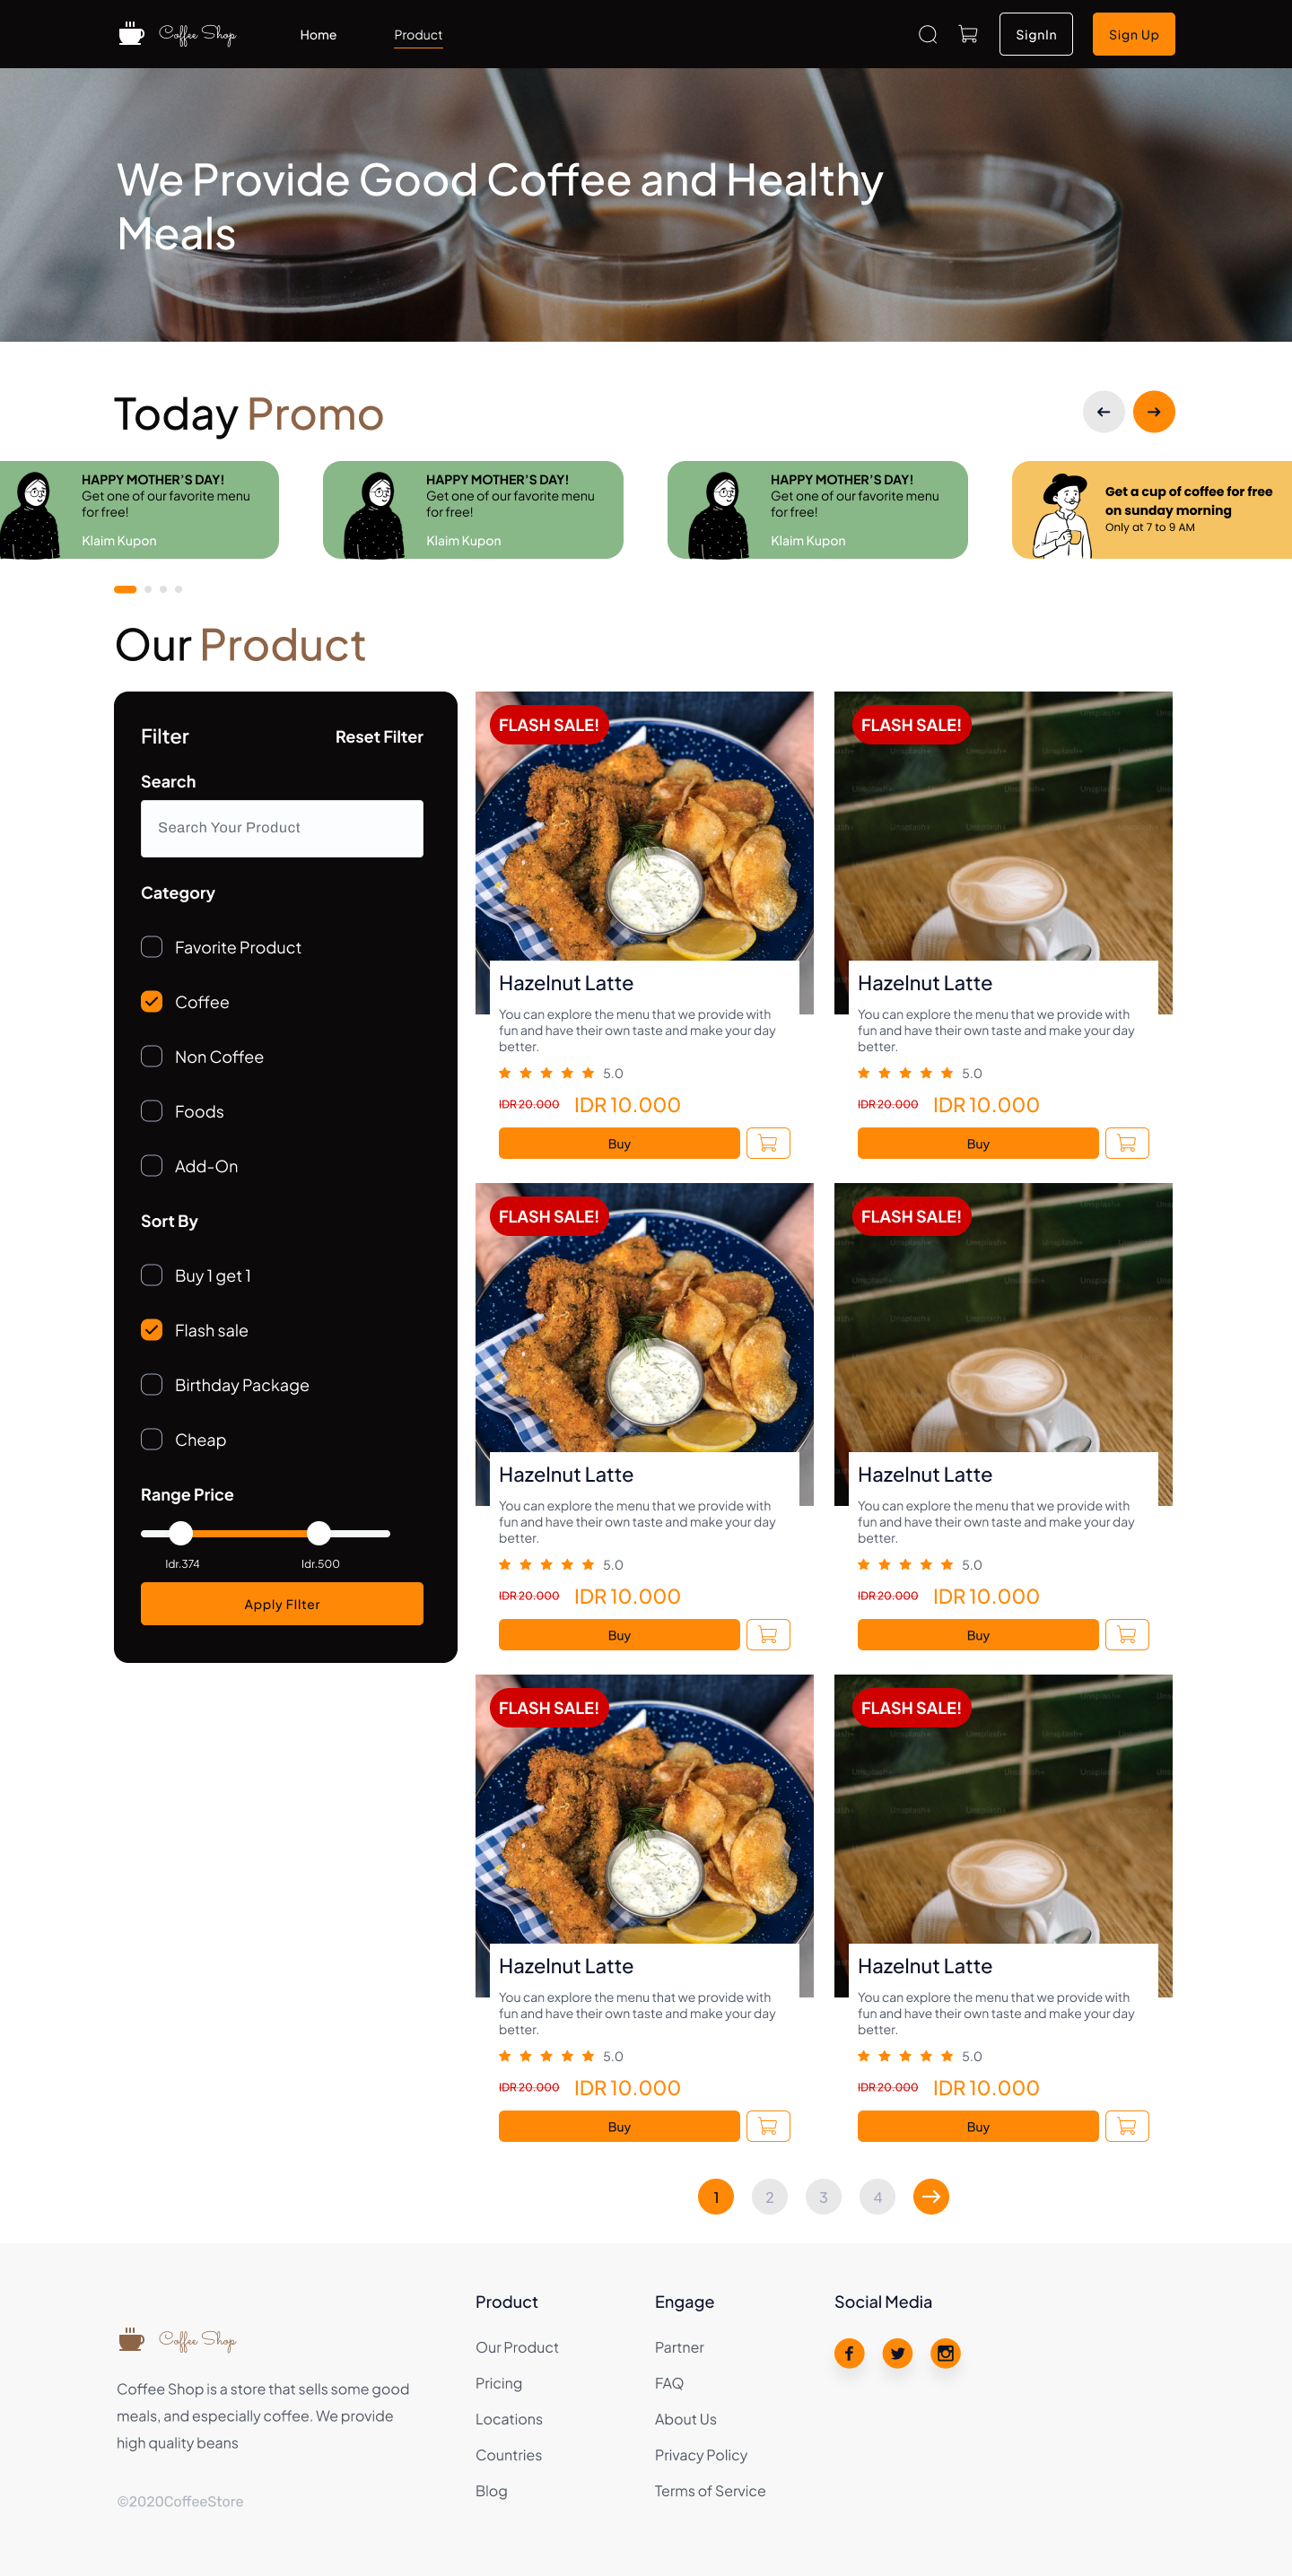 Coffee Shop
Home
Product
SignIn
Sign Up
We Provide Good Coffee and Healthy
Meals
Today Promo
HAPPY MOTHER’S DAY!
Get one of our favorite menu
for free!
Klaim Kupon
HAPPY MOTHER’S DAY!
Get one of our favorite menu
for free!
Klaim Kupon
HAPPY MOTHER’S DAY!
Get one of our favorite menu
for free!
Klaim Kupon
Get a cup of coffee for free
on sunday morning
Only at 7 to 9 AM
Our Product
Filter
Reset Filter
Search
Search Your Product
Category
Favorite Product
Coffee
Non Coffee
Foods
Add-On
Sort By
Buy 1 get 1
Flash sale
Birthday Package
Cheap
Range Price
Idr.374
Idr.500
Apply FIlter
FLASH SALE!
Hazelnut Latte
You can explore the menu that we provide with
fun and have their own taste and make your day
better.
5.0
IDR 20.000
IDR 10.000
Buy
FLASH SALE!
Hazelnut Latte
You can explore the menu that we provide with
fun and have their own taste and make your day
better.
5.0
IDR 20.000
IDR 10.000
Buy
FLASH SALE!
Hazelnut Latte
You can explore the menu that we provide with
fun and have their own taste and make your day
better.
5.0
IDR 20.000
IDR 10.000
Buy
FLASH SALE!
Hazelnut Latte
You can explore the menu that we provide with
fun and have their own taste and make your day
better.
5.0
IDR 20.000
IDR 10.000
Buy
FLASH SALE!
Hazelnut Latte
You can explore the menu that we provide with
fun and have their own taste and make your day
better.
5.0
IDR 20.000
IDR 10.000
Buy
FLASH SALE!
Hazelnut Latte
You can explore the menu that we provide with
fun and have their own taste and make your day
better.
5.0
IDR 20.000
IDR 10.000
Buy
1
2
3
4
Coffee Shop
Coffee Shop is a store that sells some good
meals, and especially coffee. We provide
high quality beans
©2020CoffeeStore
Product
Our Product
Pricing
Locations
Countries
Blog
Engage
Partner
FAQ
About Us
Privacy Policy
Terms of Service
Social Media